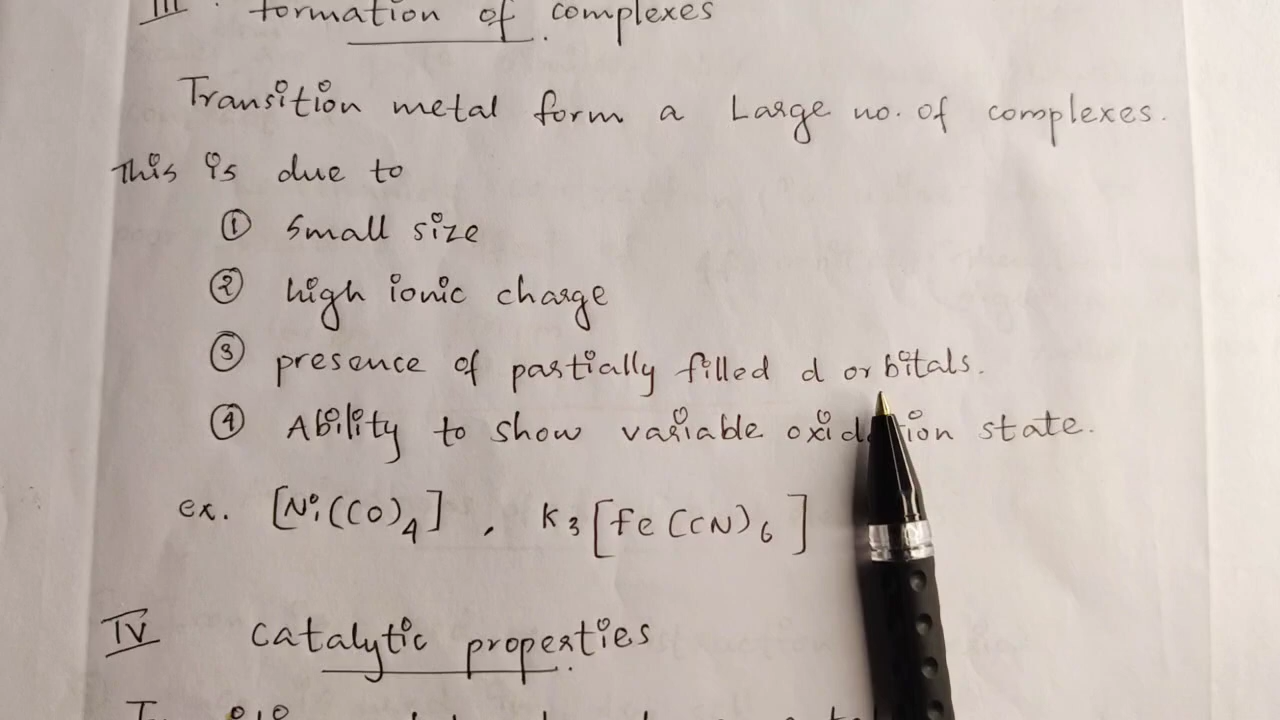 III. formation of complexes
Transition metal form a Large no. of complexes.
This is due to
① Small size
② high ionic charge
③ presence of partially filled d orbitals.
④ Ability to show variable oxidation state.
ex. [Ni(CO)4] , K3[Fe(CN)6]
IV Catalytic properties